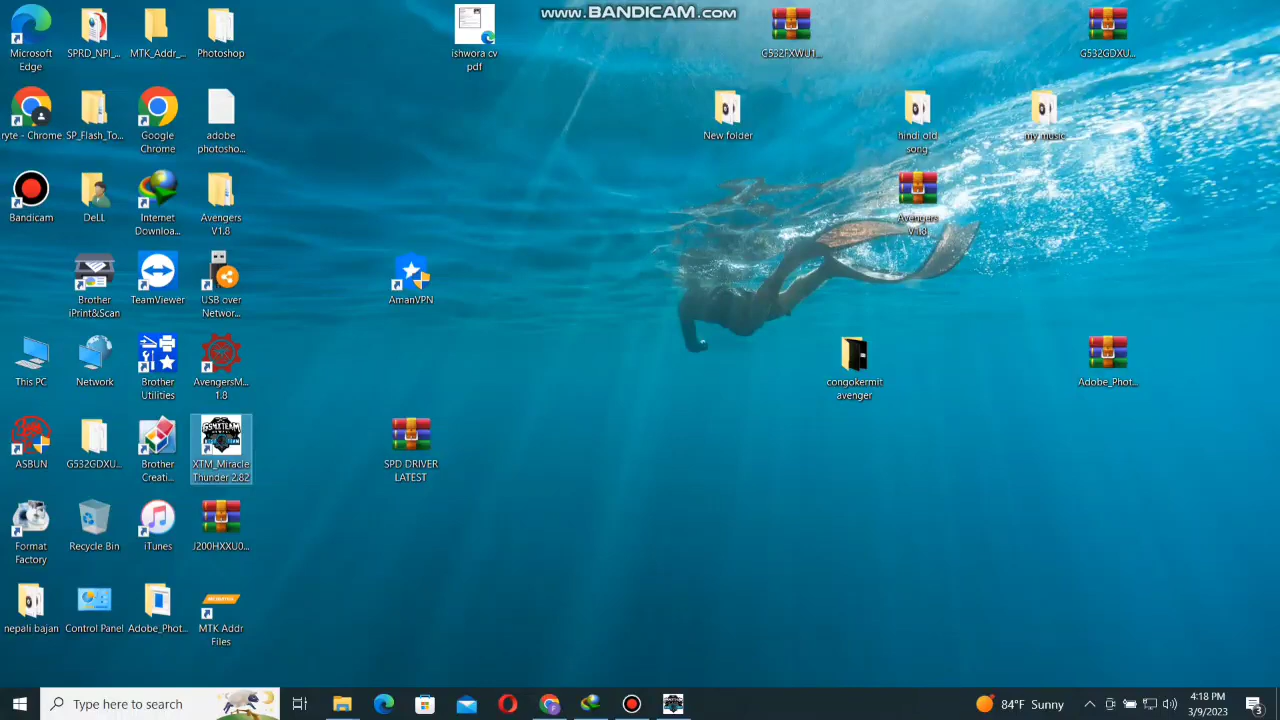 www.BANDICAM.com
Microsoft
Edge
SPRD_NPI_...
MTK_Addr_...
Photoshop
ishwora cv
pdf
G532FXWU1...
G532GDXU...
ryte - Chrome
SP_Flash_To...
Google
Chrome
adobe
photosho...
New folder
hindi old
song
my music
Bandicam
DeLL
Internet
Downloa...
Avengers
V1.8
Avengers
V1.8
Brother
iPrint&Scan
TeamViewer
USB over
Networ...
AmanVPN
This PC
Network
Brother
Utilities
AvengersM...
1.8
congokermit
avenger
Adobe_Phot...
ASBUN
G532GDXU...
Brother
Creati...
GSMXTEAM
XTM_Miracle
Thunder 2.82
SPD DRIVER
LATEST
Format
Factory
Recycle Bin
iTunes
J200HXXU0...
nepali bajan
Control Panel
Adobe_Phot...
MTK Addr
Files
Type here to search
84°F Sunny
4:18 PM
3/9/2023
3